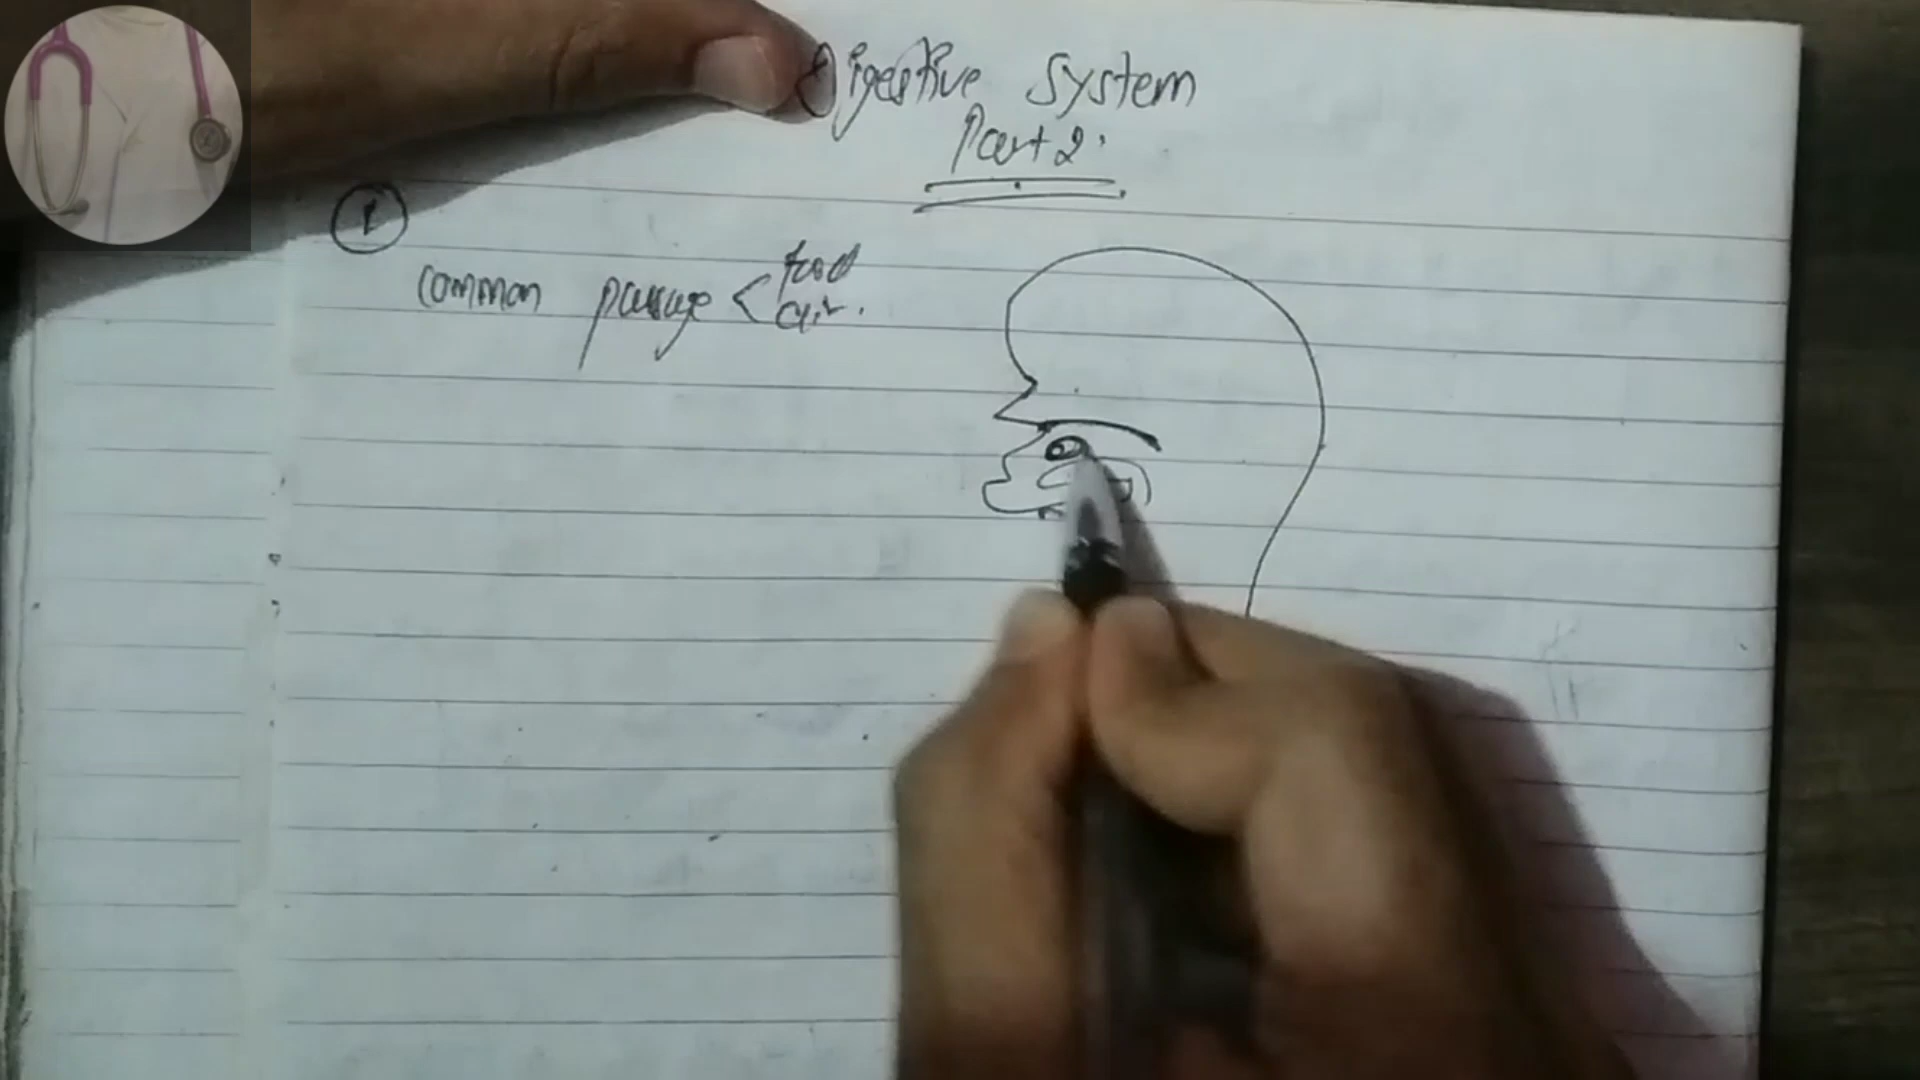 Digestive System
Part 2.
1
common passage < food
air.